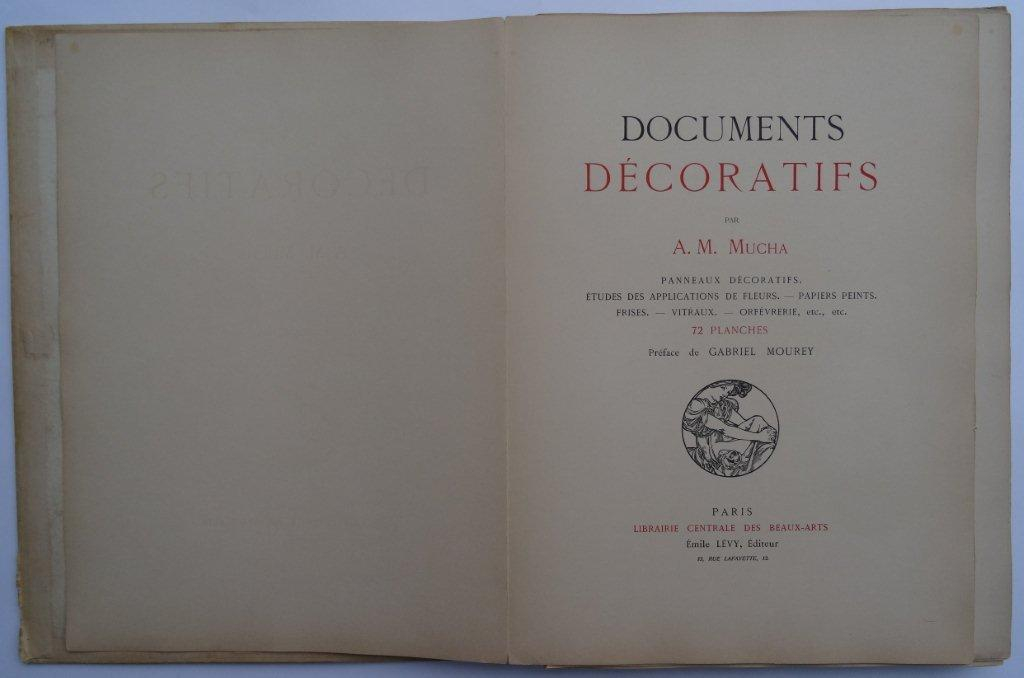 DOCUMENTS
DÉCORATIFS
PAR
A. M. MUCHA
PANNEAUX DÉCORATIFS.
ÉTUDES DES APPLICATIONS DE FLEURS. — PAPIERS PEINTS.
FRISES. — VITRAUX. — ORFÈVRERIE, etc., etc.
72 PLANCHES
Préface de GABRIEL MOUREY
PARIS
LIBRAIRIE CENTRALE DES BEAUX-ARTS
Émile LÉVY, Éditeur
13, RUE LAFAYETTE, 13